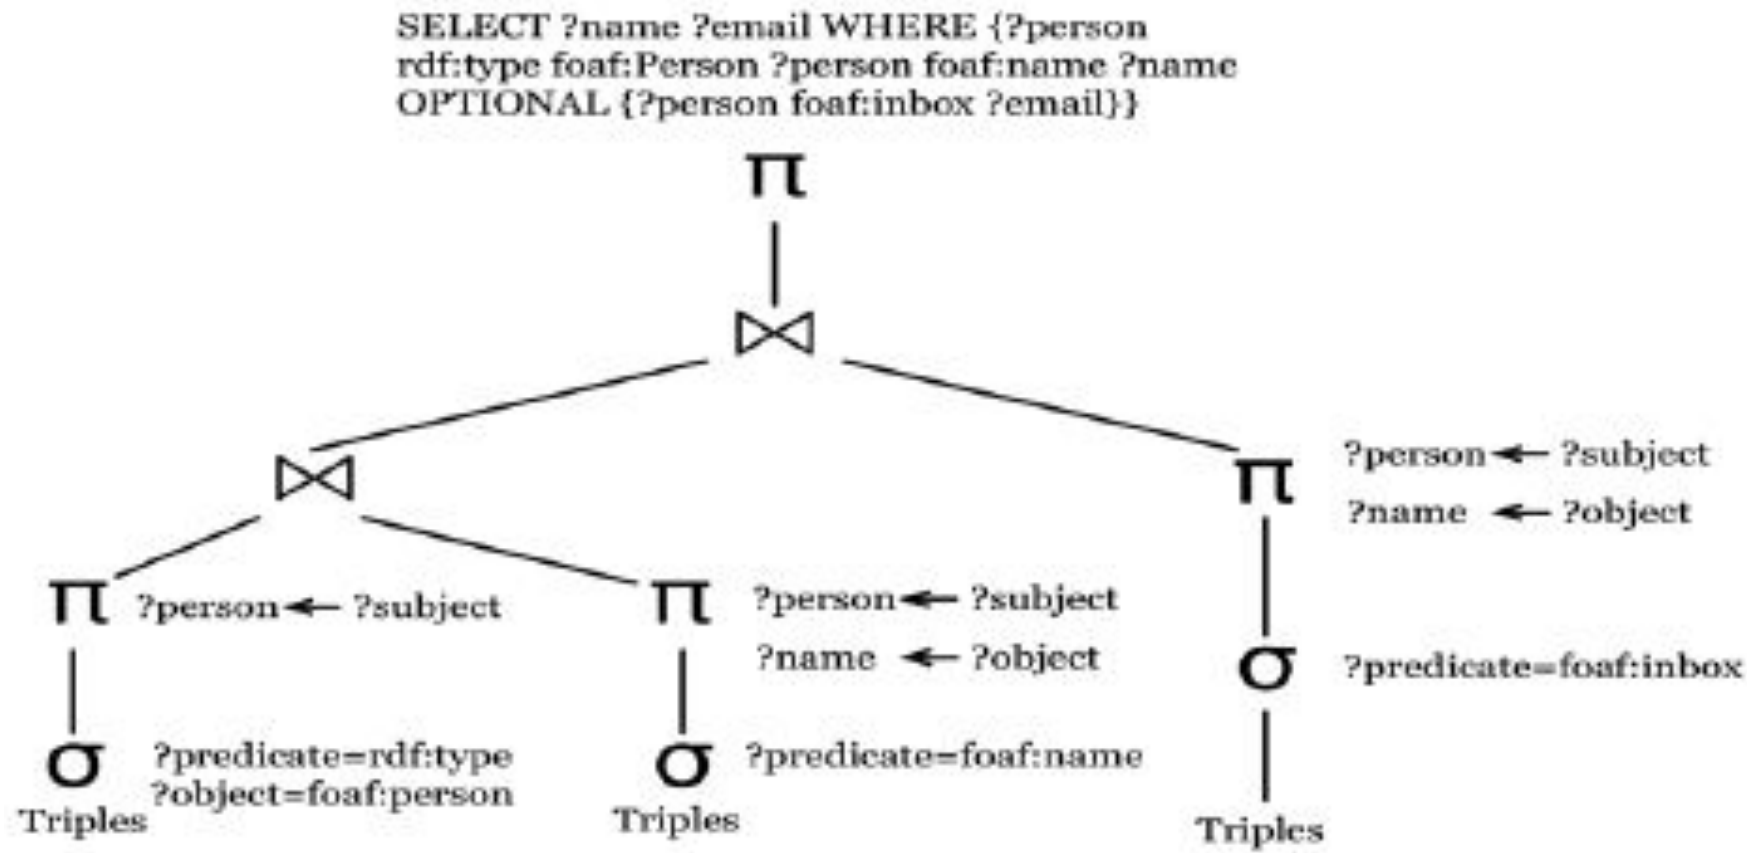 SELECT ?name ?email WHERE {?person
rdf:type foaf:Person ?person foaf:name ?name
OPTIONAL {?person foaf:inbox ?email}}
π
⋈
⋈
π ?person ← ?subject
?name ← ?object
π ?person ← ?subject
π ?person ← ?subject
?name ← ?object
σ ?predicate=foaf:inbox
σ ?predicate=rdf:type
?object=foaf:person
Triples
σ ?predicate=foaf:name
Triples
Triples